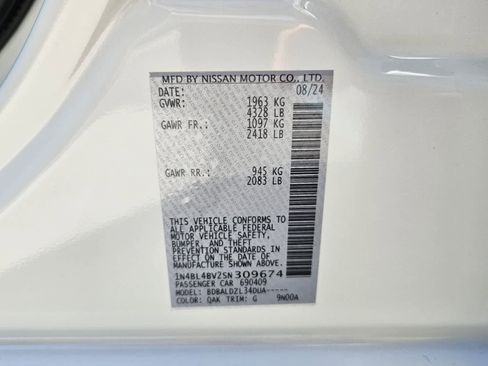 MFD BY NISSAN MOTOR CO., LTD.
DATE: 08/24
GVWR: 1963 KG
4328 LB
GAWR FR.: 1097 KG
2418 LB
GAWR RR.: 945 KG
2083 LB
THIS VEHICLE CONFORMS TO
ALL APPLICABLE FEDERAL
MOTOR VEHICLE SAFETY,
BUMPER, AND THEFT
PREVENTION STANDARDS IN
EFFECT ON THE DATE OF
MANUFACTURE SHOWN ABOVE.
1N4BL4BV2SN309674
PASSENGER CAR 690409
MODEL: BDBALDZL34DUA-----
COLOR: QAK TRIM: G 9N00A